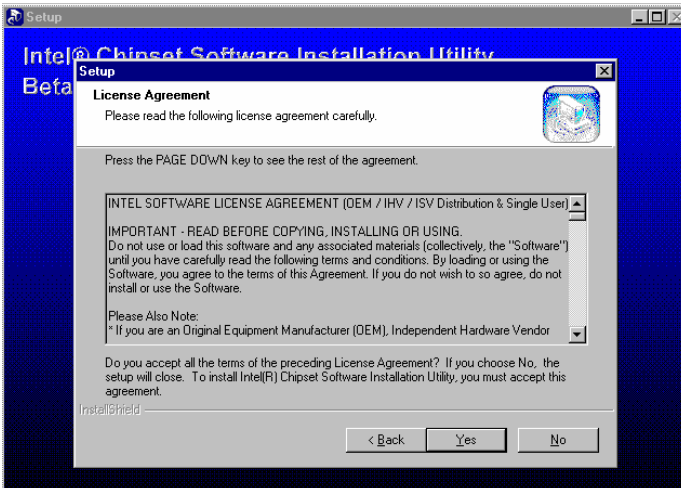 Setup
Intel® Chipset Software Installation Utility
Beta
Setup
License Agreement
Please read the following license agreement carefully.
Press the PAGE DOWN key to see the rest of the agreement.
INTEL SOFTWARE LICENSE AGREEMENT (OEM / IHV / ISV Distribution & Single User)
IMPORTANT - READ BEFORE COPYING, INSTALLING OR USING.
Do not use or load this software and any associated materials (collectively, the "Software")
until you have carefully read the following terms and conditions. By loading or using the
Software, you agree to the terms of this Agreement. If you do not wish to so agree, do not
install or use the Software.
Please Also Note:
* If you are an Original Equipment Manufacturer (OEM), Independent Hardware Vendor
Do you accept all the terms of the preceding License Agreement? If you choose No, the
setup will close. To install Intel(R) Chipset Software Installation Utility, you must accept this
agreement.
InstallShield
< Back
Yes
No